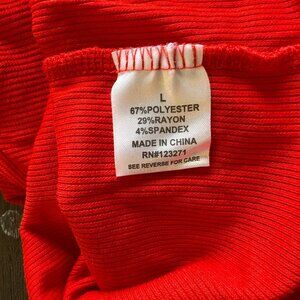 L
67%POLYESTER
29%RAYON
4%SPANDEX
MADE IN CHINA
RN#123271
SEE REVERSE FOR CARE